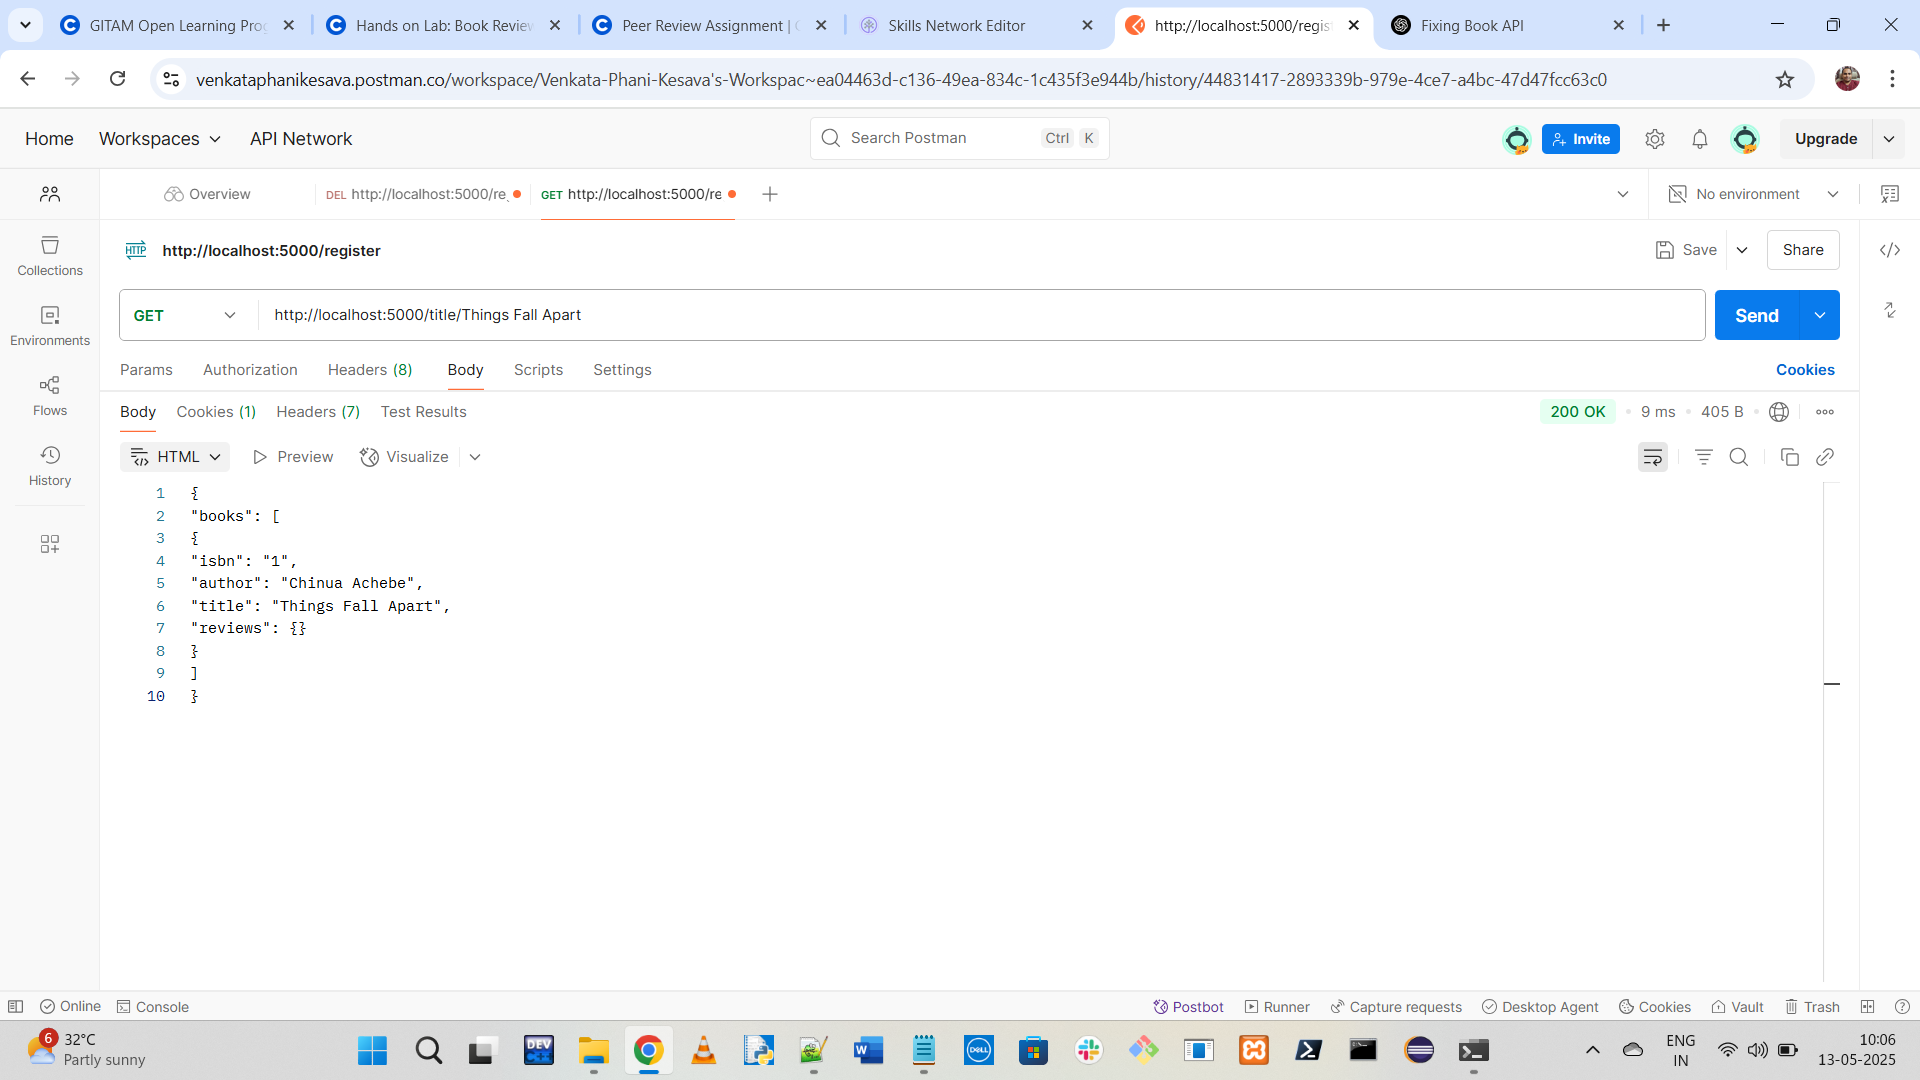 GITAM Open Learning Prog
Hands on Lab: Book Review
Peer Review Assignment | C
Skills Network Editor
http://localhost:5000/regist
Fixing Book API
venkataphanikesava.postman.co/workspace/Venkata-Phani-Kesava's-Workspac~ea04463d-c136-49ea-834c-1c435f3e944b/history/44831417-2893339b-979e-4ce7-a4bc-47d47fcc63c0
Home
Workspaces
API Network
Search Postman
Ctrl
K
Invite
Upgrade
Overview
DEL http://localhost:5000/re
GET http://localhost:5000/re
No environment
Collections
Environments
Flows
History
HTTP
http://localhost:5000/register
Save
Share
GET
http://localhost:5000/title/Things Fall Apart
Send
Params
Authorization
Headers (8)
Body
Scripts
Settings
Cookies
Body
Cookies (1)
Headers (7)
Test Results
200 OK
9 ms
405 B
HTML
Preview
Visualize
1 {
2 "books": [
3 {
4 "isbn": "1",
5 "author": "Chinua Achebe",
6 "title": "Things Fall Apart",
7 "reviews": {}
8 }
9 ]
10 }
Online
Console
Postbot
Runner
Capture requests
Desktop Agent
Cookies
Vault
Trash
6
32°C
Partly sunny
DEV C++
DELL
ENG
IN
10:06
13-05-2025